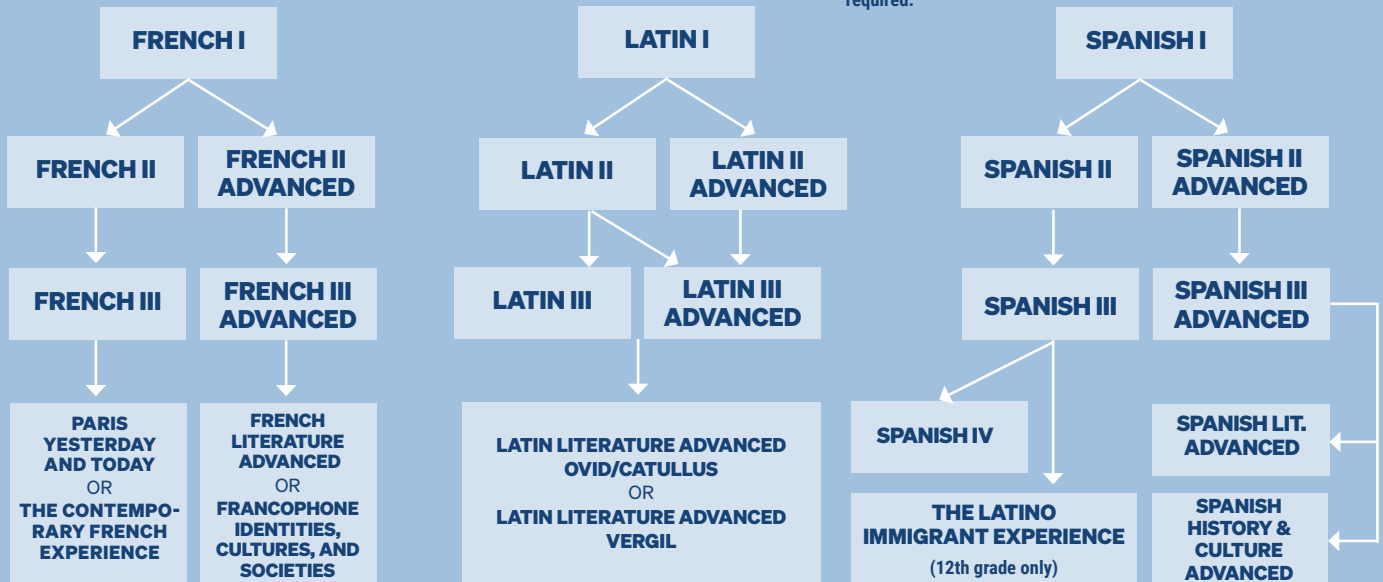 required.
FRENCH I
FRENCH II
FRENCH II
ADVANCED
FRENCH III
FRENCH III
ADVANCED
PARIS
YESTERDAY
AND TODAY
OR
THE CONTEMPO-
RARY FRENCH
EXPERIENCE
FRENCH
LITERATURE
ADVANCED
OR
FRANCOPHONE
IDENTITIES,
CULTURES, AND
SOCIETIES
LATIN I
LATIN II
LATIN II
ADVANCED
LATIN III
LATIN III
ADVANCED
LATIN LITERATURE ADVANCED
OVID/CATULLUS
OR
LATIN LITERATURE ADVANCED
VERGIL
SPANISH I
SPANISH II
SPANISH II
ADVANCED
SPANISH III
SPANISH III
ADVANCED
SPANISH IV
SPANISH LIT.
ADVANCED
THE LATINO
IMMIGRANT EXPERIENCE
(12th grade only)
SPANISH
HISTORY &
CULTURE
ADVANCED